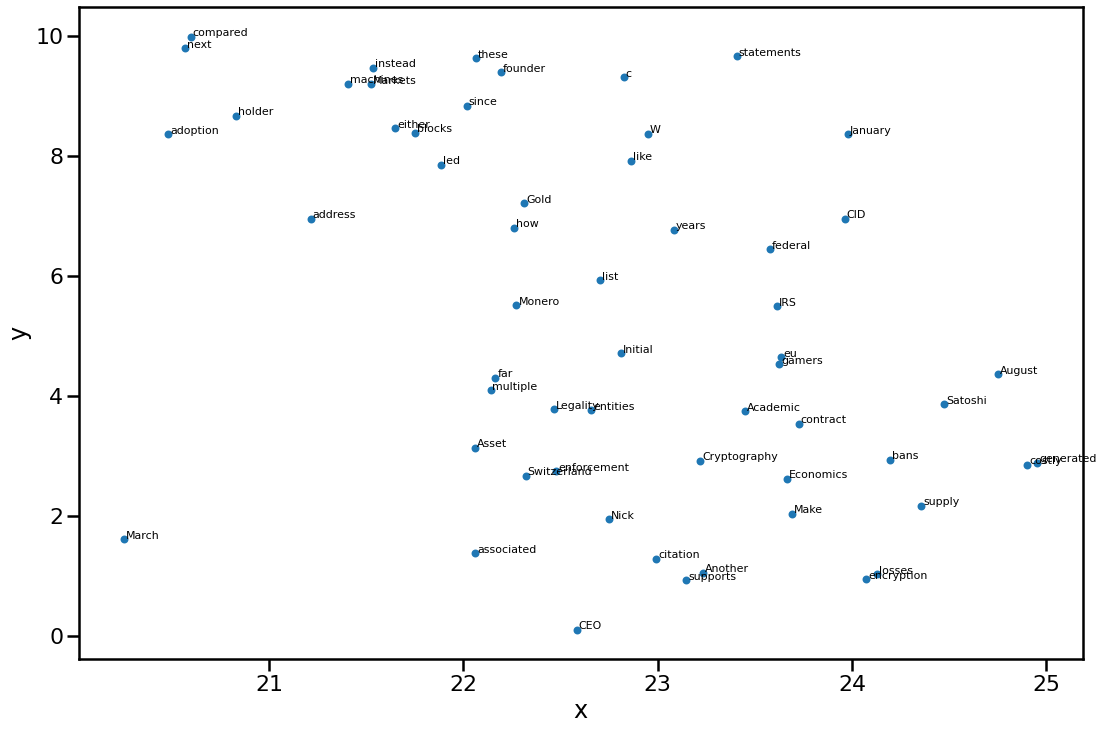 compared
next
instead
these
founder
statements
c
machines
Markets
since
holder
adoption
either
blocks
W
January
led
like
Gold
address
CID
how
years
federal
list
Monero
IRS
Initial
eu
gamers
far
August
multiple
Legality
entities
Academic
Satoshi
contract
Asset
Cryptography
bans
costly
generated
Switzerland
enforcement
Economics
supply
Nick
Make
March
associated
citation
Another
supports
losses
encryption
CEO
10
8
6
4
2
0
y
21
22
23
24
25
x